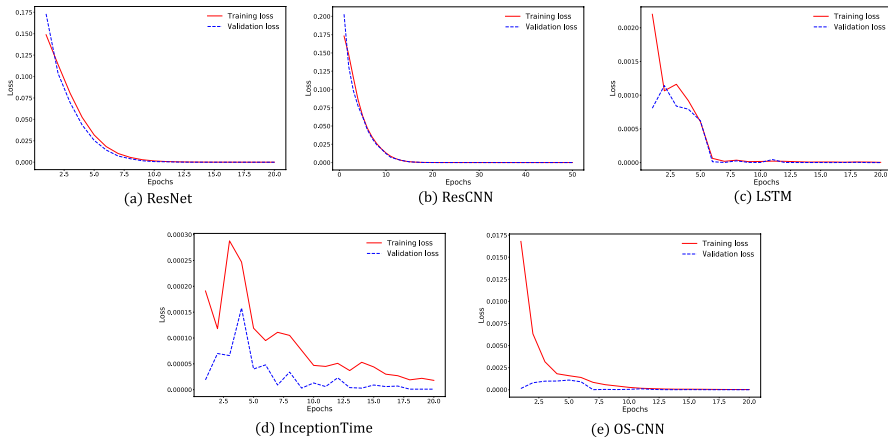 0.175
0.150
0.125
0.100
0.075
0.050
0.025
0.000
Loss
Training loss
Validation loss
2.5 5.0 7.5 10.0 12.5 15.0 17.5 20.0
Epochs
(a) ResNet
0.200
0.175
0.150
0.125
0.100
0.075
0.050
0.025
0.000
Loss
Training loss
Validation loss
0 10 20 30 40 50
Epochs
(b) ResCNN
0.0020
0.0015
0.0010
0.0005
0.0000
Loss
Training loss
Validation loss
2.5 5.0 7.5 10.0 12.5 15.0 17.5 20.0
Epochs
(c) LSTM
0.00030
0.00025
0.00020
0.00015
0.00010
0.00005
0.00000
Loss
Training loss
Validation loss
2.5 5.0 7.5 10.0 12.5 15.0 17.5 20.0
Epochs
(d) InceptionTime
0.0175
0.0150
0.0125
0.0100
0.0075
0.0050
0.0025
0.0000
Loss
Training loss
Validation loss
2.5 5.0 7.5 10.0 12.5 15.0 17.5 20.0
Epochs
(e) OS-CNN